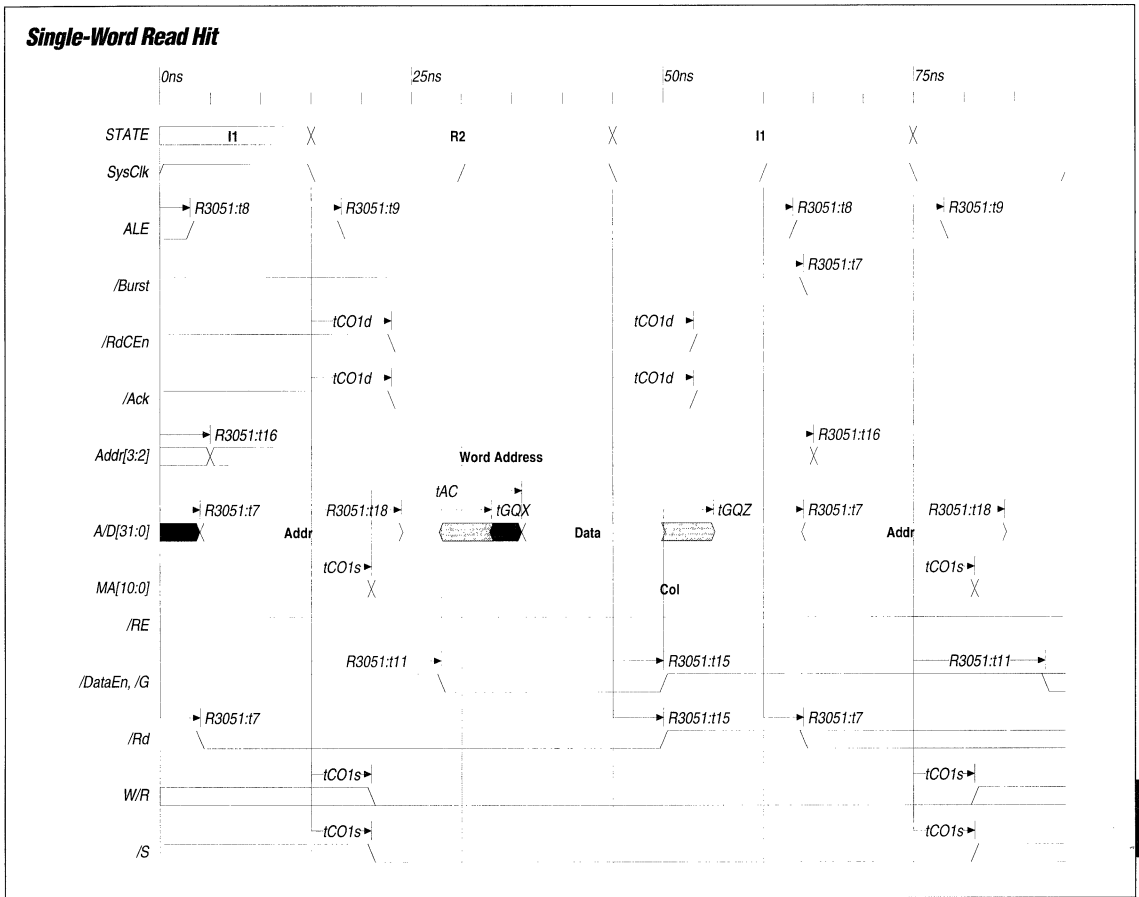 Single-Word Read Hit
0ns 25ns 50ns 75ns
STATE I1 R2 I1
SysClk
R3051:t8 R3051:t9 R3051:t8 R3051:t9
ALE
R3051:t7
/Burst
tCO1d tCO1d
/RdCEn
tCO1d tCO1d
/Ack
R3051:t16 R3051:t16
Addr[3:2] Word Address
tAC
R3051:t7 R3051:t18 tGQX tGQZ R3051:t7 R3051:t18
A/D[31:0] Addr Data Addr
tCO1s tCO1s
MA[10:0] Col
/RE
R3051:t11 R3051:t15 R3051:t11
/DataEn, /G
R3051:t7 R3051:t15 R3051:t7
/Rd
tCO1s tCO1s
W/R
tCO1s tCO1s
/S